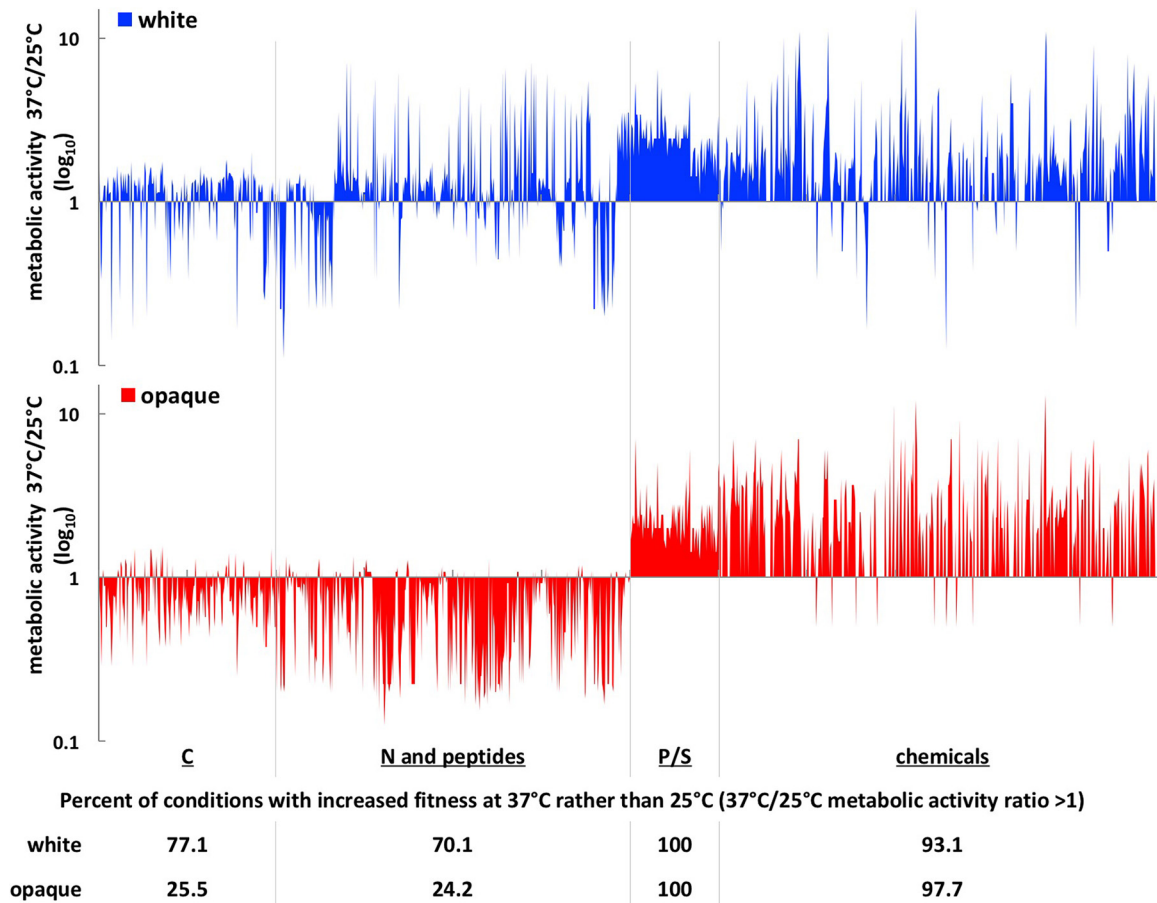 white
metabolic activity 37°C/25°C
(log10)
10
1
0.1
opaque
metabolic activity 37°C/25°C
(log10)
10
1
0.1
C N and peptides P/S chemicals
Percent of conditions with increased fitness at 37°C rather than 25°C (37°C/25°C metabolic activity ratio >1)
white 77.1 70.1 100 93.1
opaque 25.5 24.2 100 97.7